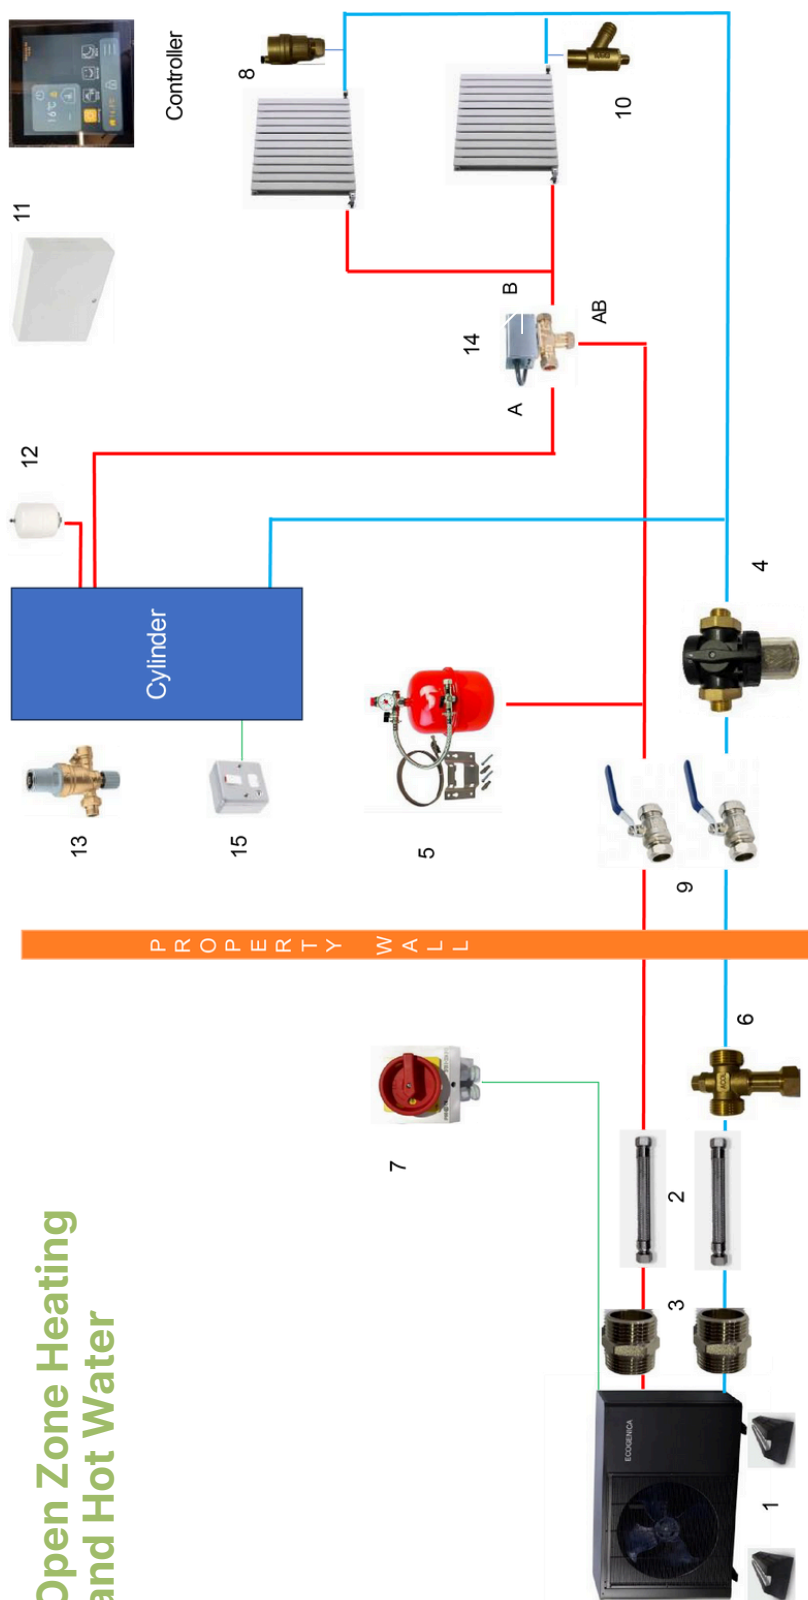 Open Zone Heating
and Hot Water
Controller
11
8
10
12
14
A
B
AB
Cylinder
13
15
5
4
9
PROPERTY WALL
7
6
2
3
1
ECOGENICA
16°C